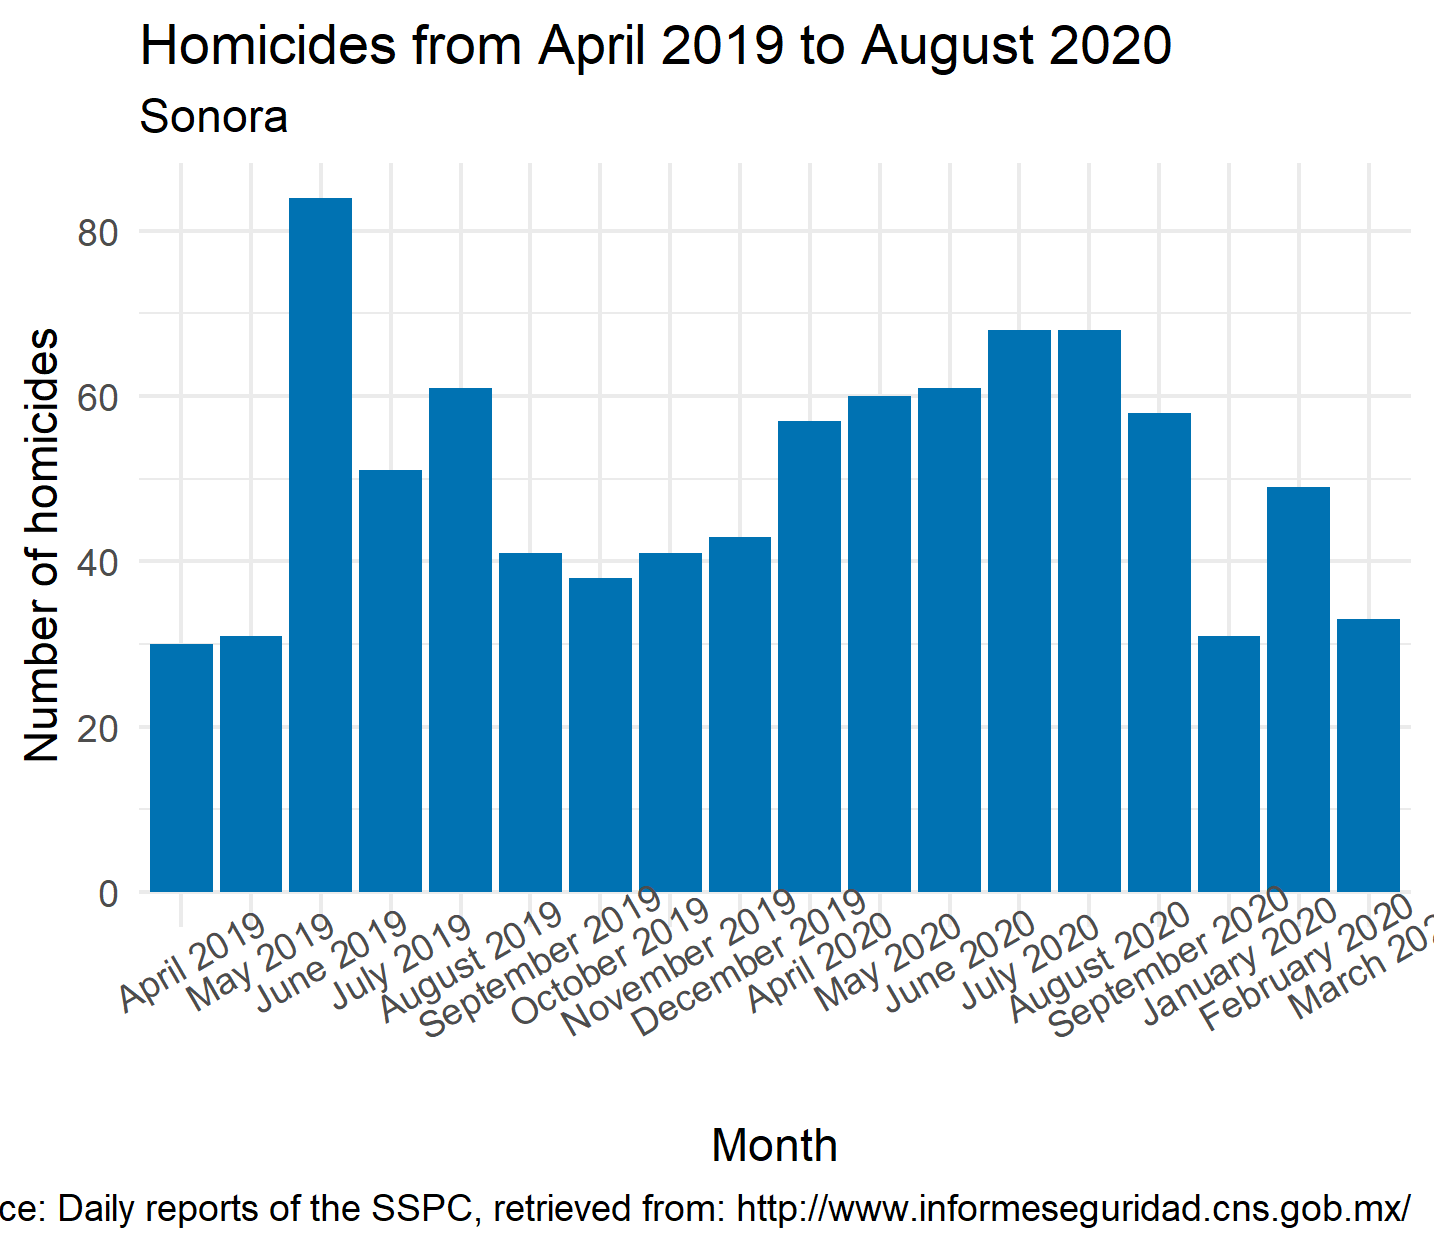 Homicides from April 2019 to August 2020
Sonora
Number of homicides
80
60
40
20
0
April 2019
May 2019
June 2019
July 2019
August 2019
September 2019
October 2019
November 2019
December 2019
April 2020
May 2020
June 2020
July 2020
August 2020
September 2020
January 2020
February 2020
March 202
Month
ce: Daily reports of the SSPC, retrieved from: http://www.informeseguridad.cns.gob.mx/